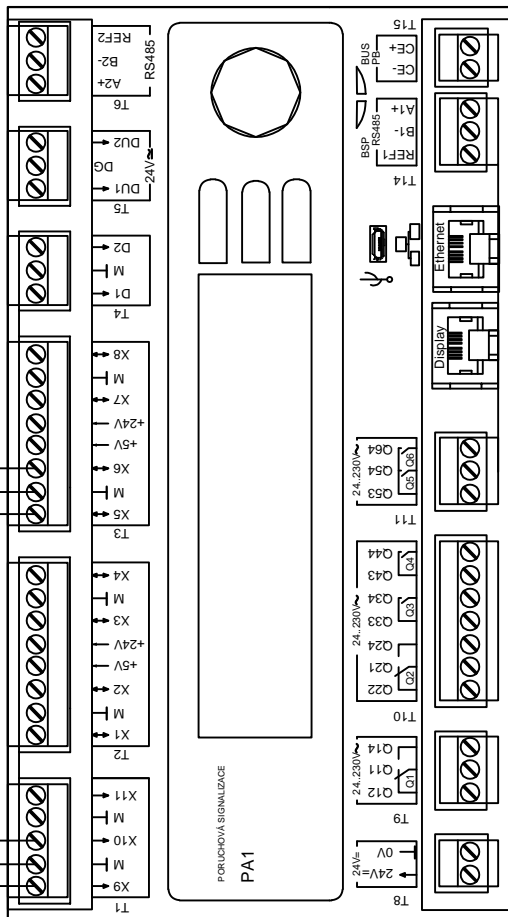 REF2
B2-
A2+
RS485
T6
DU2
DG
DU1
24V≂
T5
D2
M
D1
T4
X8
M
X7
+24V
+5V
X6
M
X5
T3
X4
M
X3
+24V
+5V
X2
M
X1
T2
X11
M
X10
M
X9
T1
PORUCHOVÁ SIGNALIZACE
PA1
T15
CE+
CE-
BUS
PB
BSP
RS485
A1+
B1-
REF1
T14
Ethernet
Display
24..230V~
Q64
Q54
Q53
Q6
Q5
T11
24..230V~
Q44
Q43
Q34
Q33
Q24
Q21
Q22
Q4
Q3
Q2
T10
24..230V~
Q14
Q11
Q12
Q1
T9
24V=
0V
24V=
T8